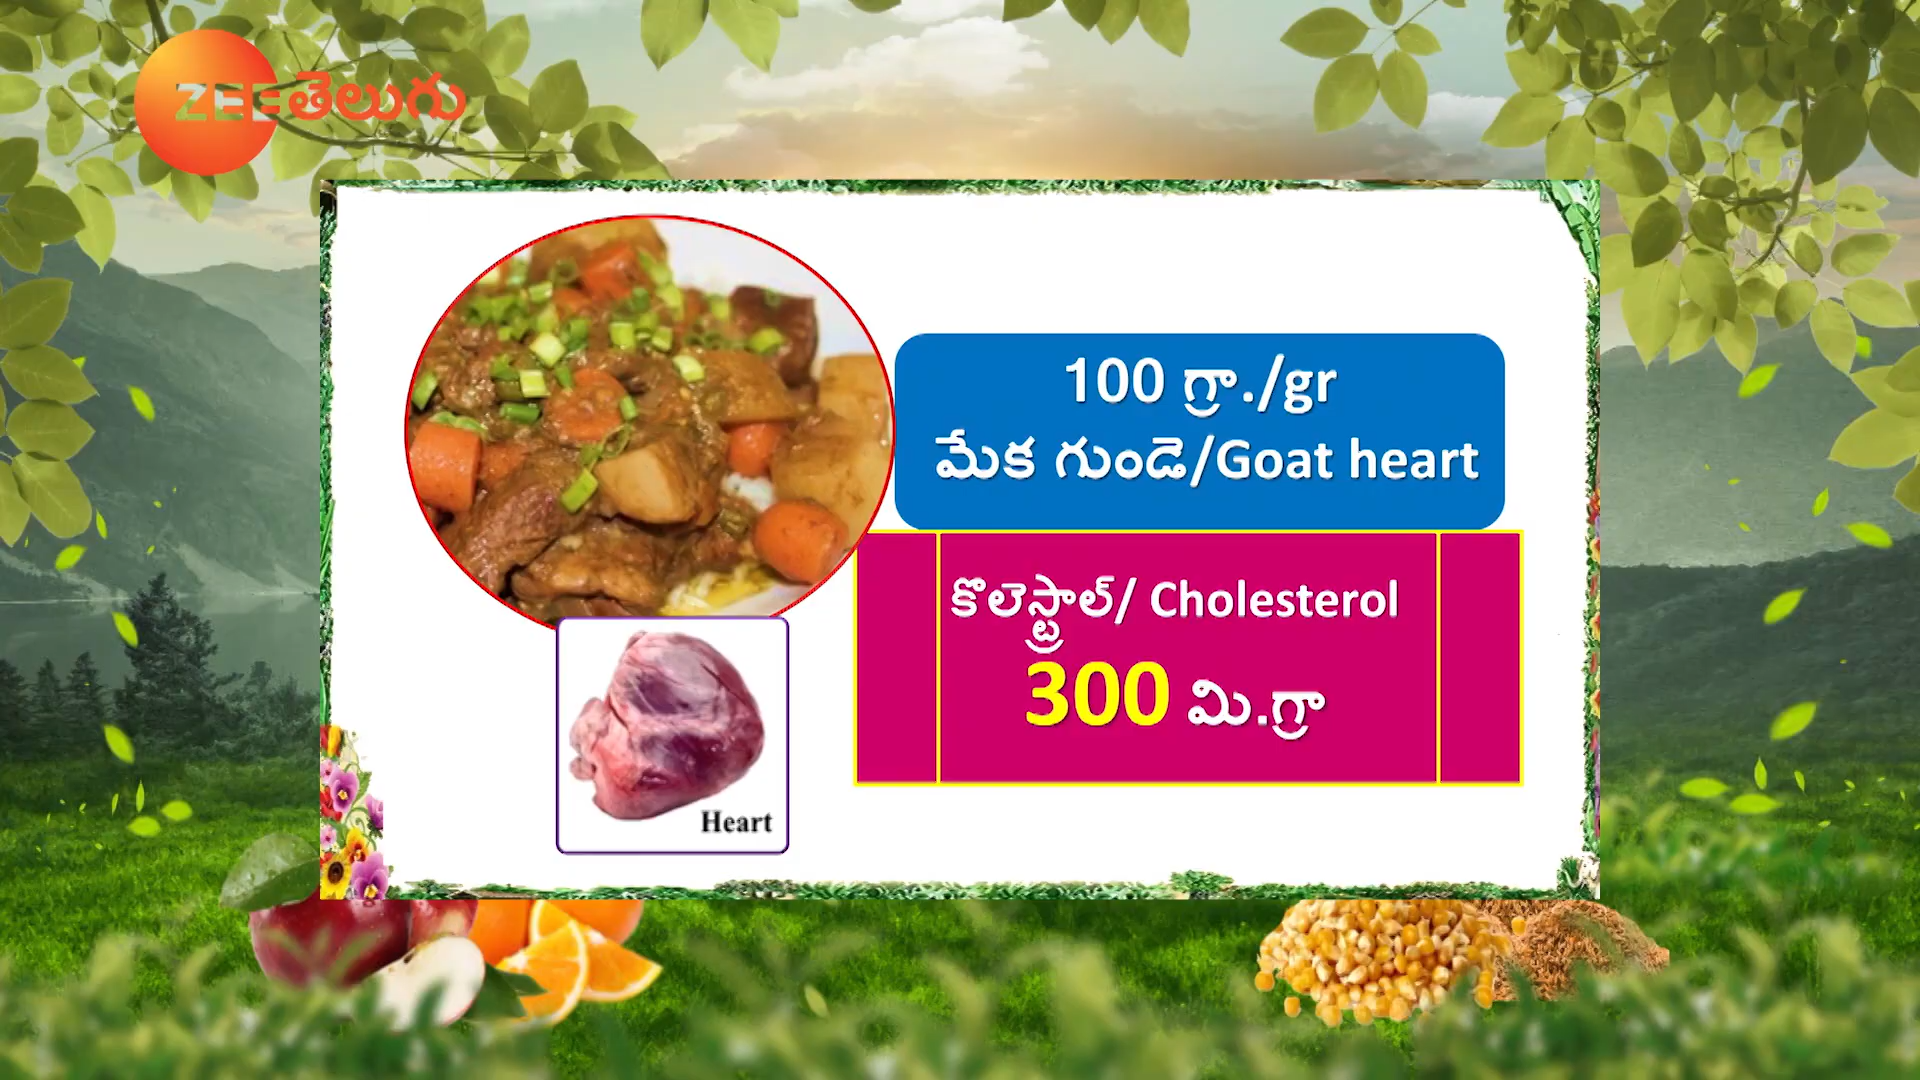 ZEE తెలుగు
100 గ్రా./gr
మేక గుండె/Goat heart
కొలెస్ట్రాల్/ Cholesterol
300 మి.గ్రా
Heart